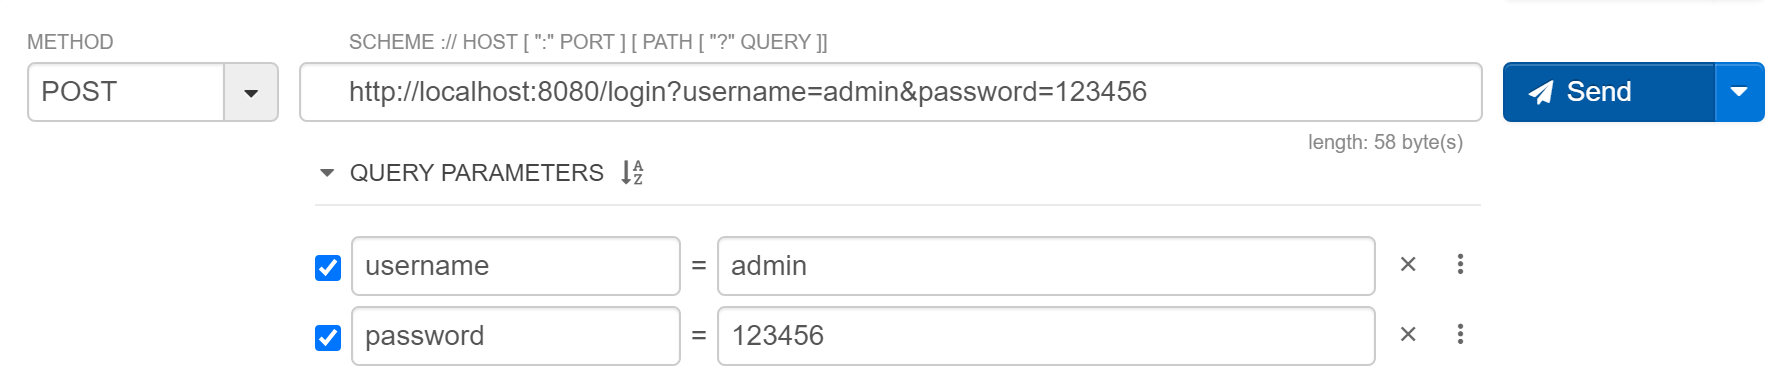 METHOD
SCHEME :// HOST [ ":" PORT ] [ PATH [ "?" QUERY ]]
POST
http://localhost:8080/login?username=admin&password=123456
Send
length: 58 byte(s)
QUERY PARAMETERS
A
Z
username = admin
password = 123456